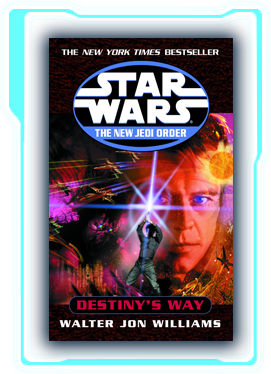 THE NEW YORK TIMES BESTSELLER
STAR
WARS
THE NEW JEDI ORDER
DESTINY'S WAY
WALTER JON WILLIAMS